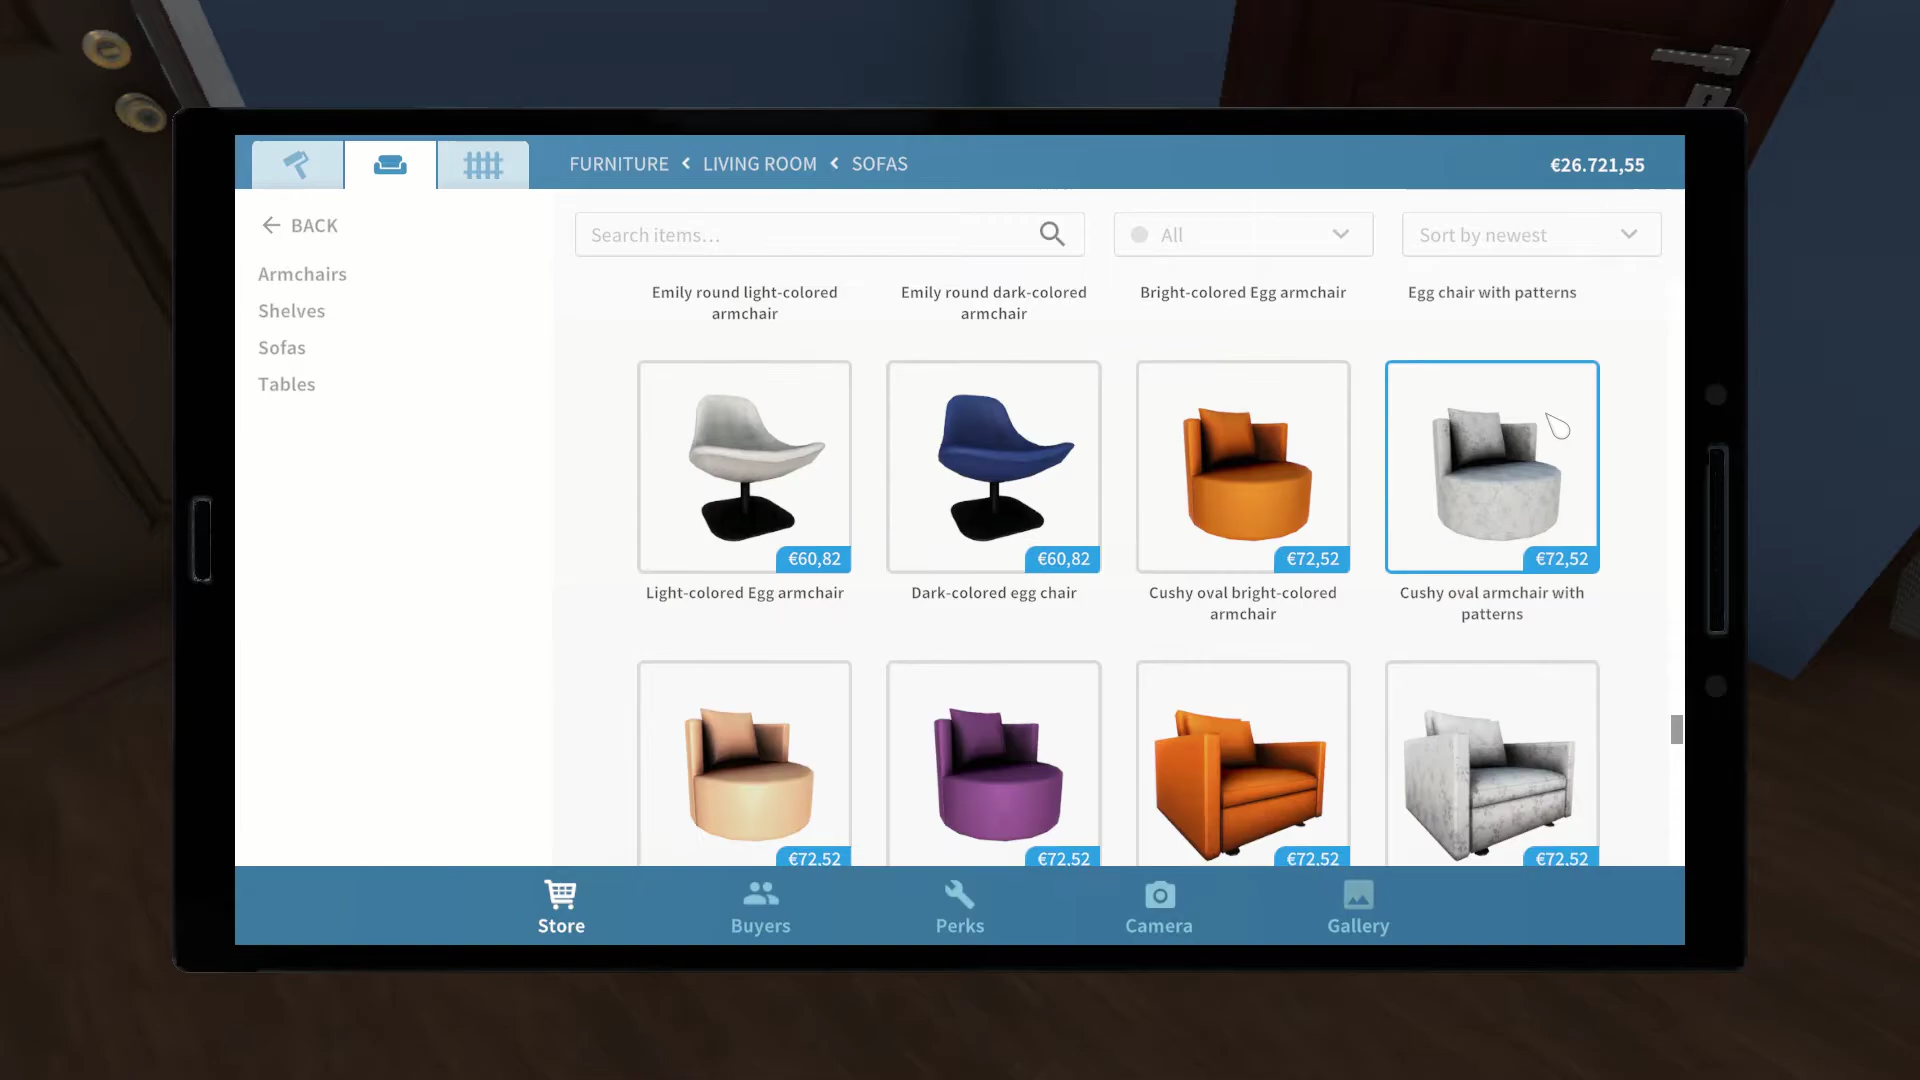 FURNITURE < LIVING ROOM < SOFAS
€26.721,55
BACK
Armchairs
Shelves
Sofas
Tables
Search items...
All
Sort by newest
Emily round light-colored
armchair
Emily round dark-colored
armchair
Bright-colored Egg armchair
Egg chair with patterns
€60,82
€60,82
€72,52
€72,52
Light-colored Egg armchair
Dark-colored egg chair
Cushy oval bright-colored
armchair
Cushy oval armchair with
patterns
€72,52
€72,52
€72,52
€72,52
Store
Buyers
Perks
Camera
Gallery